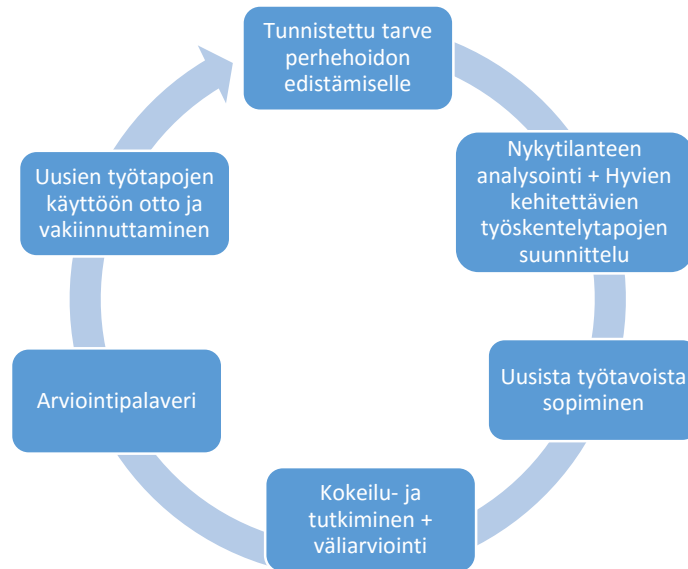 Tunnistettu tarve
perhehoidon
edistämiselle
Nykytilanteen
analysointi + Hyvien
kehitettävien
työskentelytapojen
suunnittelu
Uusista työtavoista
sopiminen
Kokeilu- ja
tutkiminen +
väliarviointi
Arviointipalaveri
Uusien työtapojen
käyttöön otto ja
vakiinnuttaminen